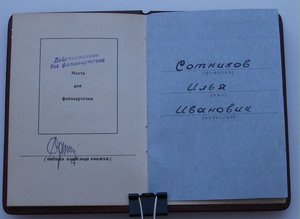 Действительно
без фотокарточки
Место
для
фотокарточки
(подпись владельца книжки)
Сотников
(фамилия)
Илья
(имя)
Иванович
(отчество)